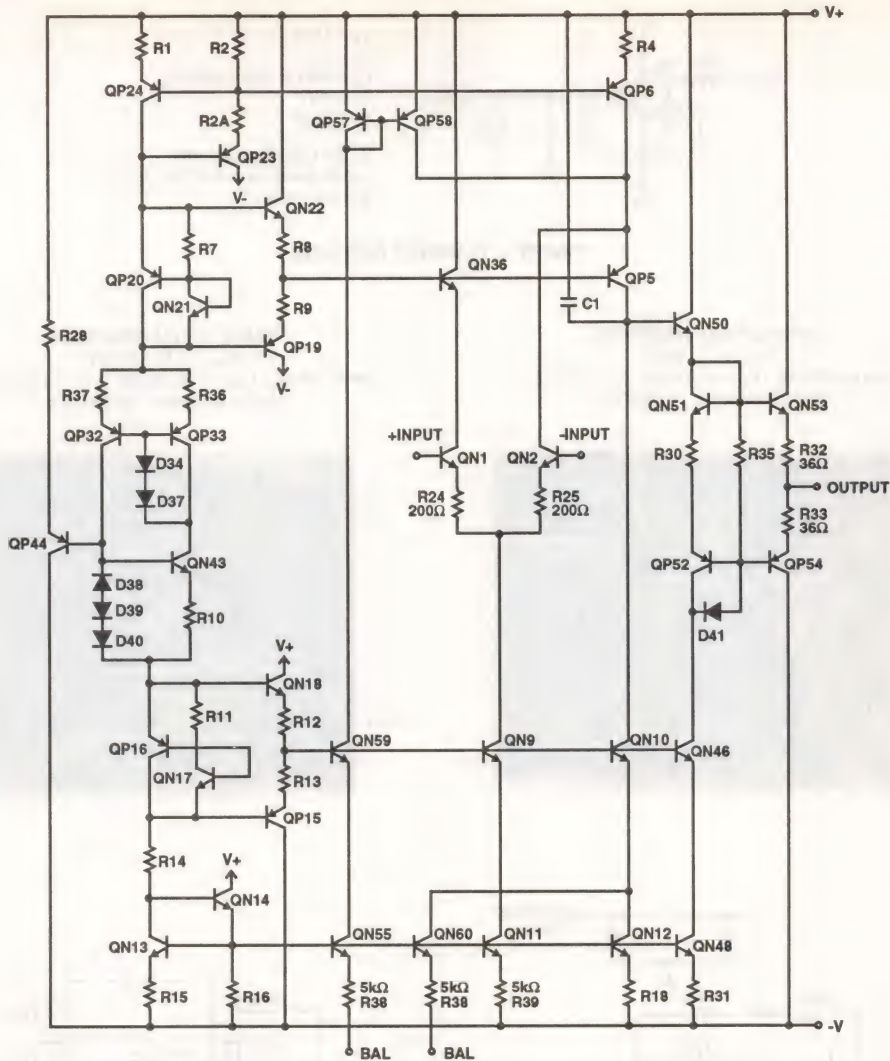 V+
R1
R2
R4
QP24
QP6
R2A
QP57
QP58
QP23
V-
QN22
R7
R8
QN36
QP5
QP20
QN21
R9
C1
QN50
R28
QP19
V-
R37
R36
QN51
QN53
QP32
QP33
+INPUT
-INPUT
R30
R35
R32
36Ω
D34
QN1
QN2
OUTPUT
D37
R24
200Ω
R25
200Ω
R33
36Ω
QP44
QN43
QP52
QP54
D38
D39
R10
D41
D40
V+
QN18
R11
R12
QN59
QN9
QN10
QN46
QP16
QN17
R13
QP15
R14
V+
QN14
QN13
QN55
QN60
QN11
QN12
QN48
R15
R16
5kΩ
R38
5kΩ
R38
5kΩ
R39
R18
R31
-V
BAL
BAL